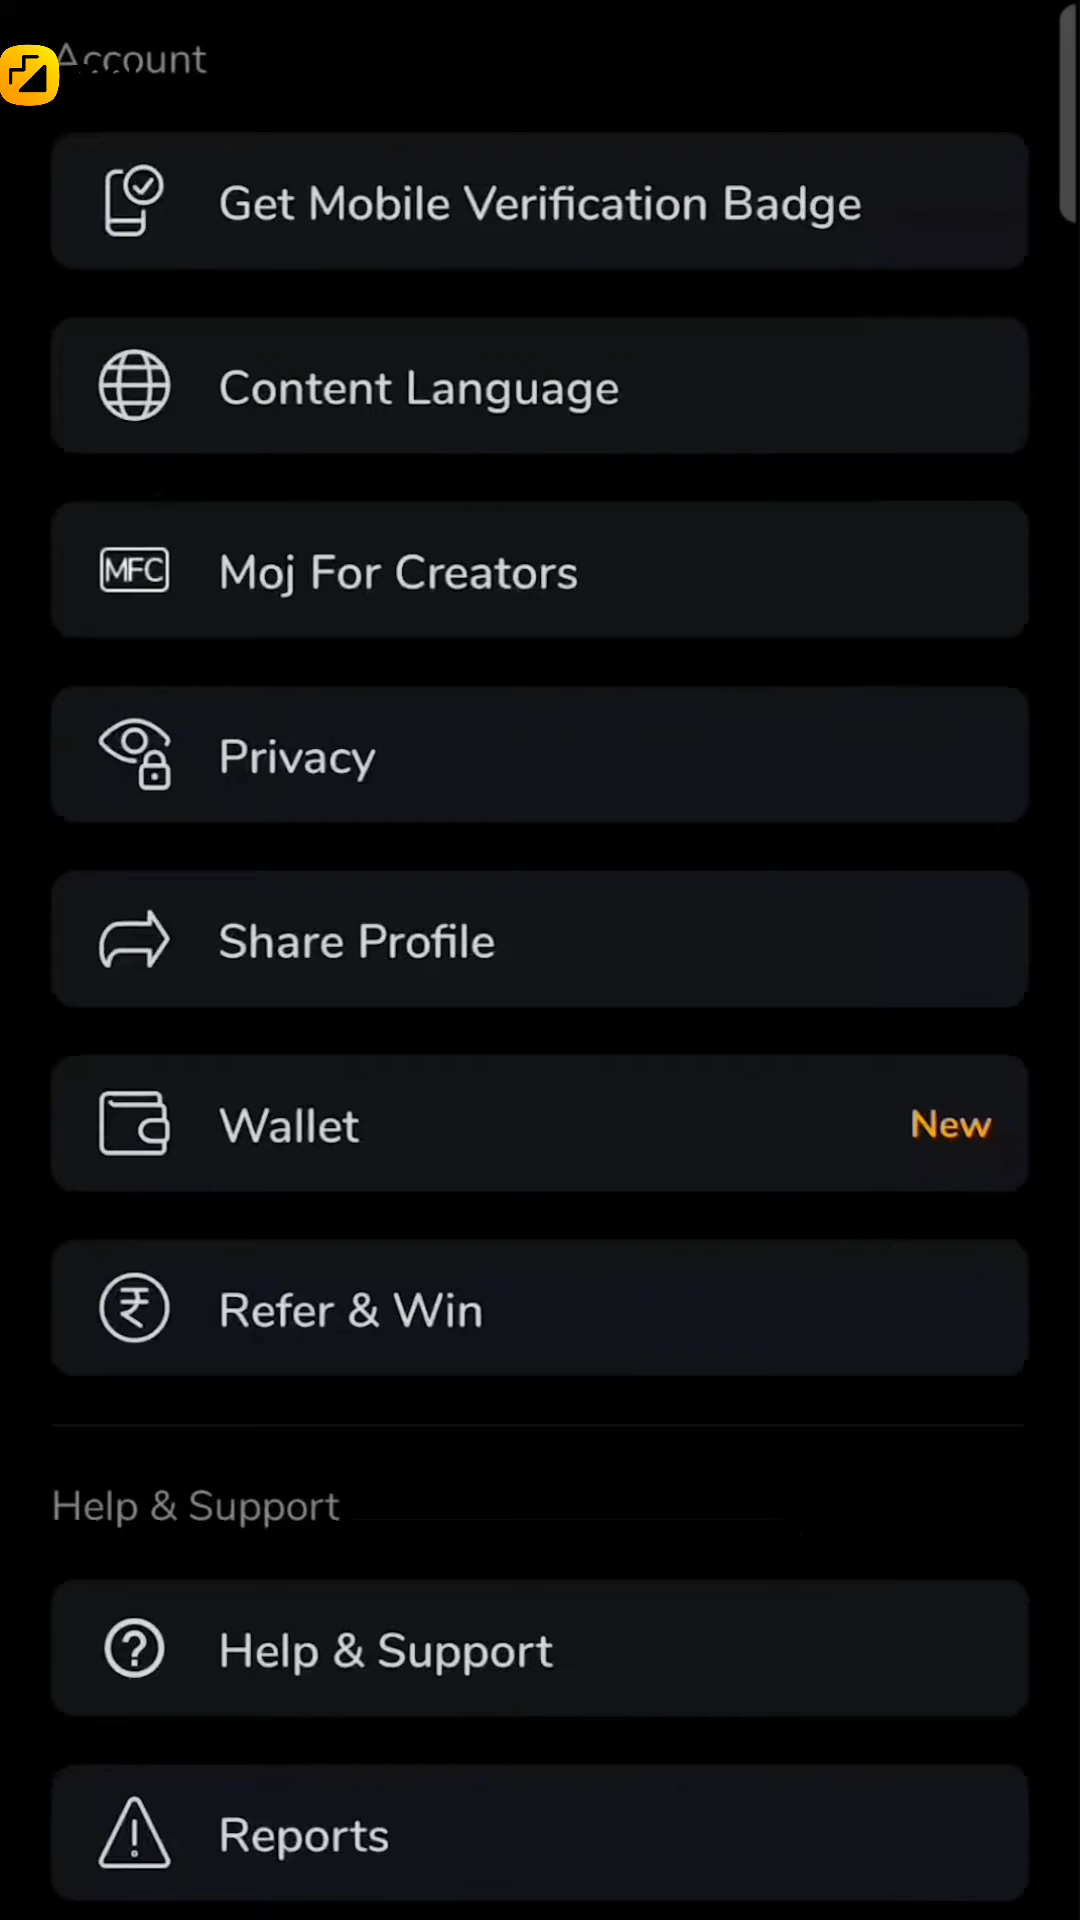 Account
Get Mobile Verification Badge
Content Language
MFC
Moj For Creators
Privacy
Share Profile
Wallet
New
₹
Refer & Win
Help & Support
?
Help & Support
!
Reports